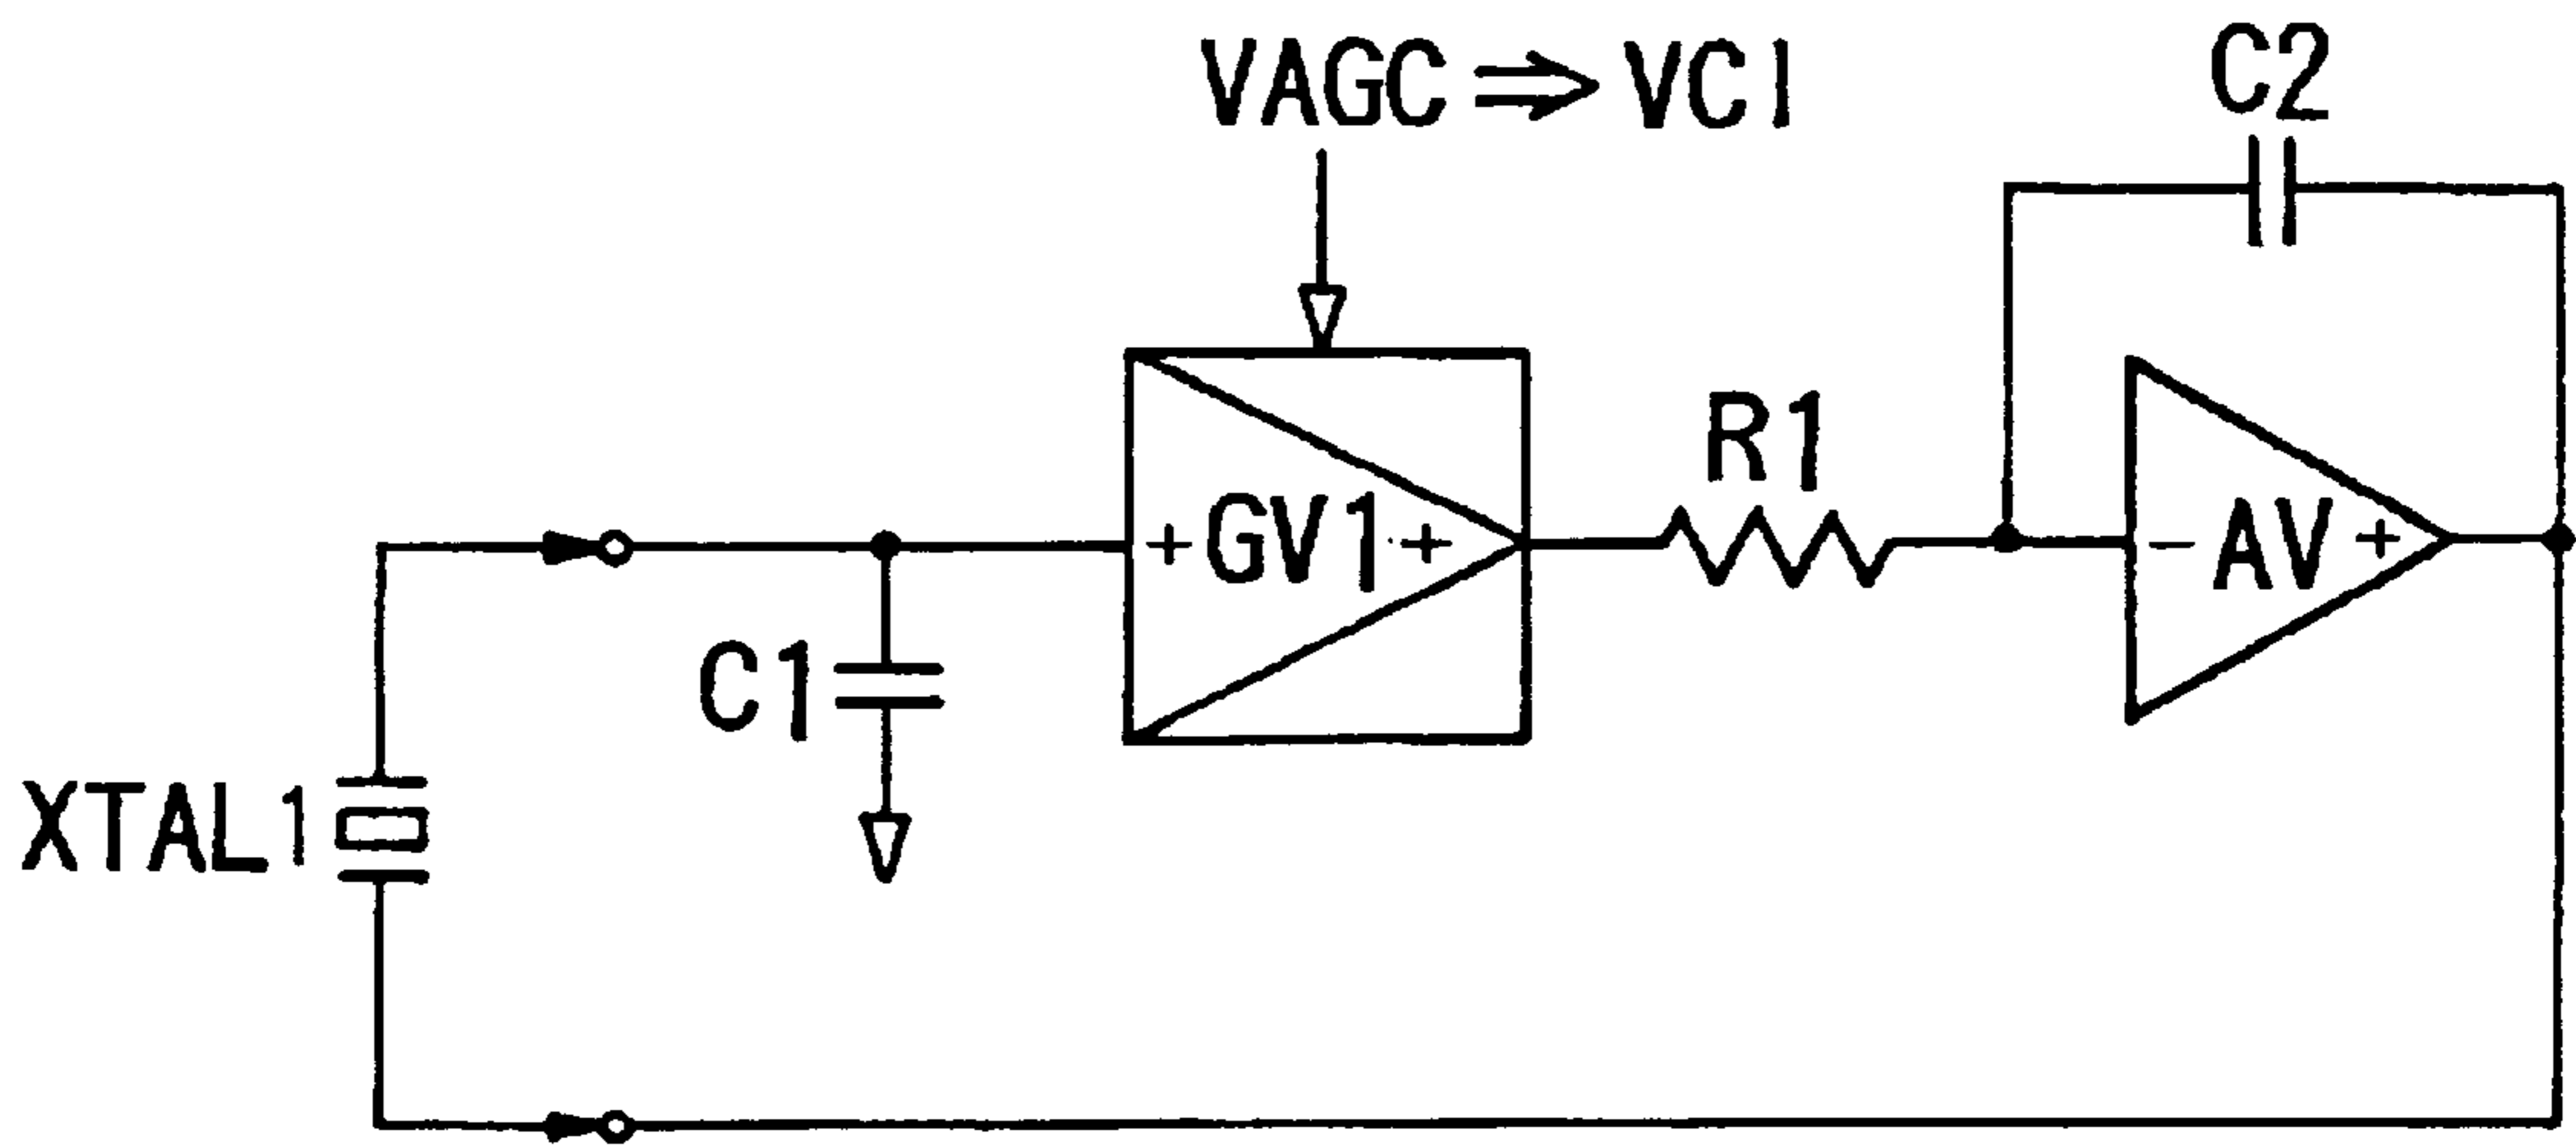 VAGC ⇒ VC1
C2
R1
+ GV1 +
- AV +
C1
XTAL1